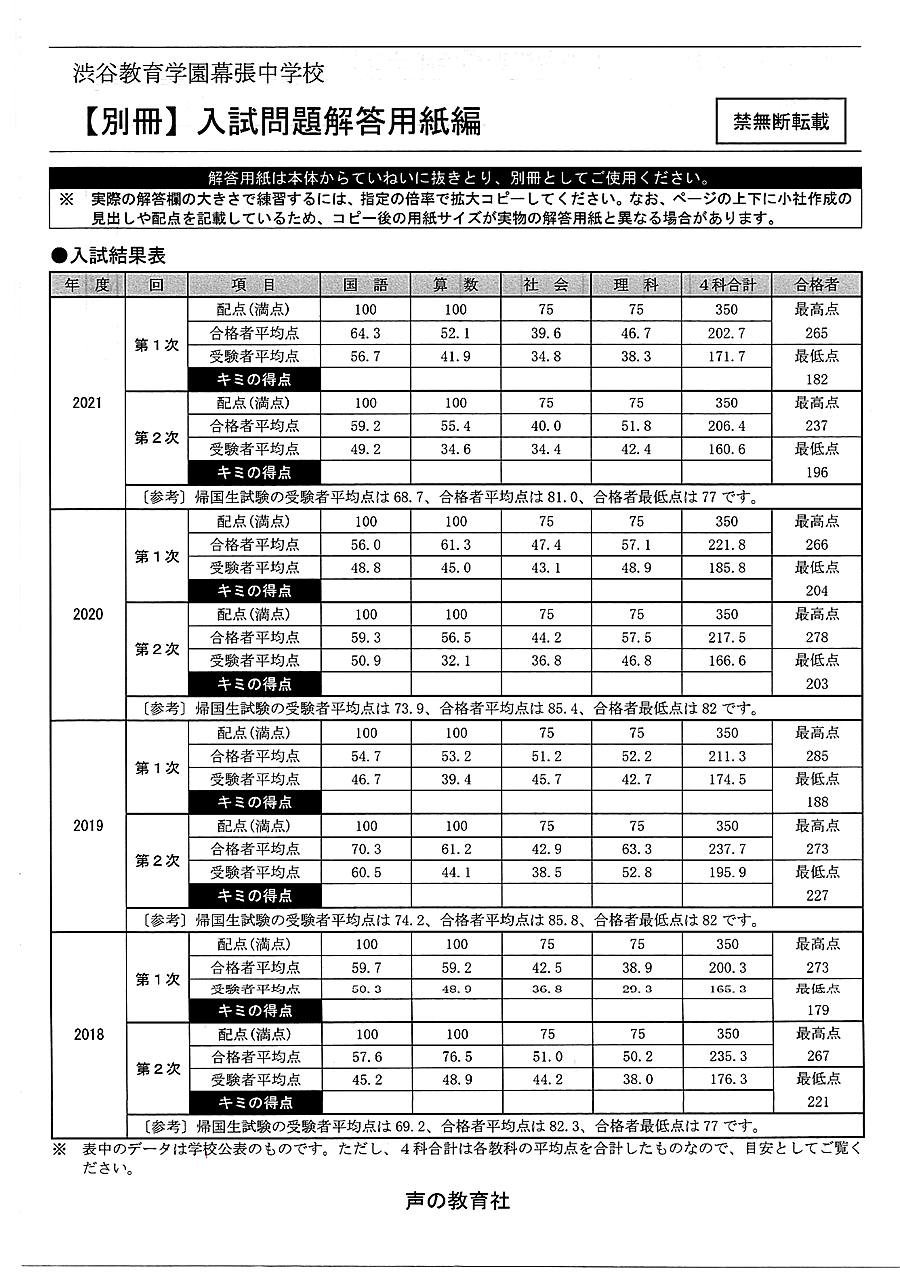 渋谷教育学園幕張中学校
【別冊】入試問題解答用紙編
禁無断転載
解答用紙は本体からていねいに抜きとり、別冊としてご使用ください。
※ 実際の解答欄の大きさで練習するには、指定の倍率で拡大コピーしてください。なお、ページの上下に小社作成の
見出しや配点を記載しているため、コピー後の用紙サイズが実物の解答用紙と異なる場合があります。
●入試結果表
年 度 回 項 目 国 語 算 数 社 会 理 科 4科合計 合格者
2021 第1次 配点(満点) 100 100 75 75 350 最高点
合格者平均点 64.3 52.1 39.6 46.7 202.7 265
受験者平均点 56.7 41.9 34.8 38.3 171.7 最低点
キミの得点 182
第2次 配点(満点) 100 100 75 75 350 最高点
合格者平均点 59.2 55.4 40.0 51.8 206.4 237
受験者平均点 49.2 34.6 34.4 42.4 160.6 最低点
キミの得点 196
〔参考〕帰国生試験の受験者平均点は68.7、合格者平均点は81.0、合格者最低点は77です。
2020 第1次 配点(満点) 100 100 75 75 350 最高点
合格者平均点 56.0 61.3 47.4 57.1 221.8 266
受験者平均点 48.8 45.0 43.1 48.9 185.8 最低点
キミの得点 204
第2次 配点(満点) 100 100 75 75 350 最高点
合格者平均点 59.3 56.5 44.2 57.5 217.5 278
受験者平均点 50.9 32.1 36.8 46.8 166.6 最低点
キミの得点 203
〔参考〕帰国生試験の受験者平均点は73.9、合格者平均点は85.4、合格者最低点は82です。
2019 第1次 配点(満点) 100 100 75 75 350 最高点
合格者平均点 54.7 53.2 51.2 52.2 211.3 285
受験者平均点 46.7 39.4 45.7 42.7 174.5 最低点
キミの得点 188
第2次 配点(満点) 100 100 75 75 350 最高点
合格者平均点 70.3 61.2 42.9 63.3 237.7 273
受験者平均点 60.5 44.1 38.5 52.8 195.9 最低点
キミの得点 227
〔参考〕帰国生試験の受験者平均点は74.2、合格者平均点は85.8、合格者最低点は82です。
2018 第1次 配点(満点) 100 100 75 75 350 最高点
合格者平均点 59.7 59.2 42.5 38.9 200.3 273
受験者平均点 50.3 48.9 36.8 29.3 165.3 最低点
キミの得点 179
第2次 配点(満点) 100 100 75 75 350 最高点
合格者平均点 57.6 76.5 51.0 50.2 235.3 267
受験者平均点 45.2 48.9 44.2 38.0 176.3 最低点
キミの得点 221
〔参考〕帰国生試験の受験者平均点は69.2、合格者平均点は82.3、合格者最低点は77です。
※ 表中のデータは学校公表のものです。ただし、4科合計は各教科の平均点を合計したものなので、目安としてご覧く
ださい。
声の教育社